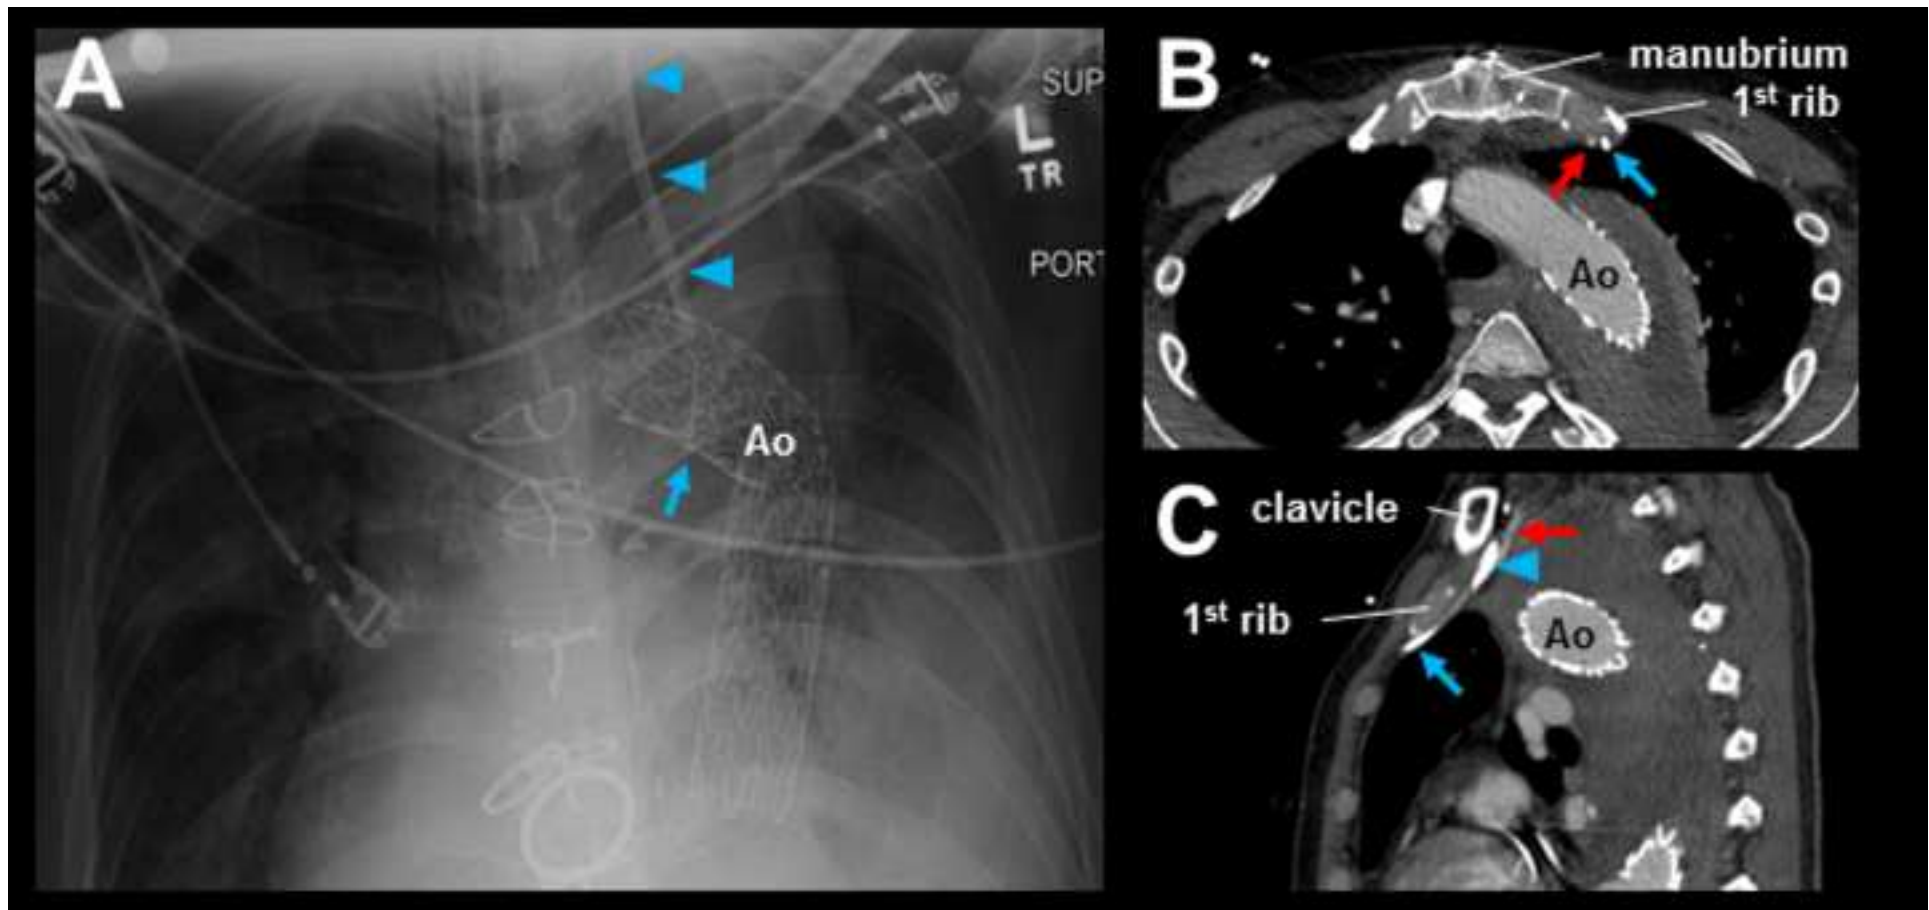 A
SUP
L
TR
PORT
Ao
B
manubrium
1st rib
Ao
C
clavicle
1st rib
Ao